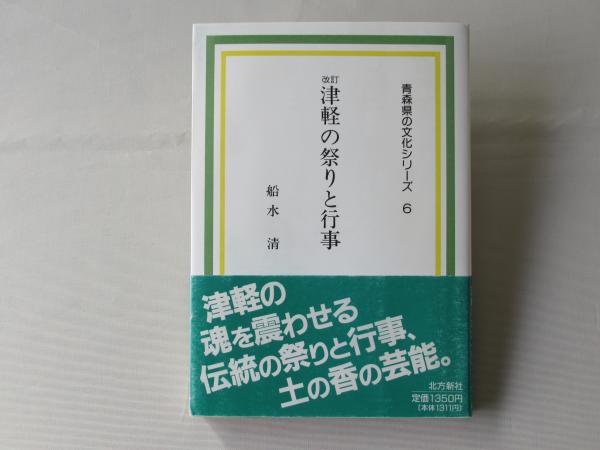 青森県の文化シリーズ 6
改訂 津軽の祭りと行事
船水 清
津軽の
魂を震わせる
伝統の祭りと行事、
土の香の芸能。
北方新社
定価1350円
(本体1311円)